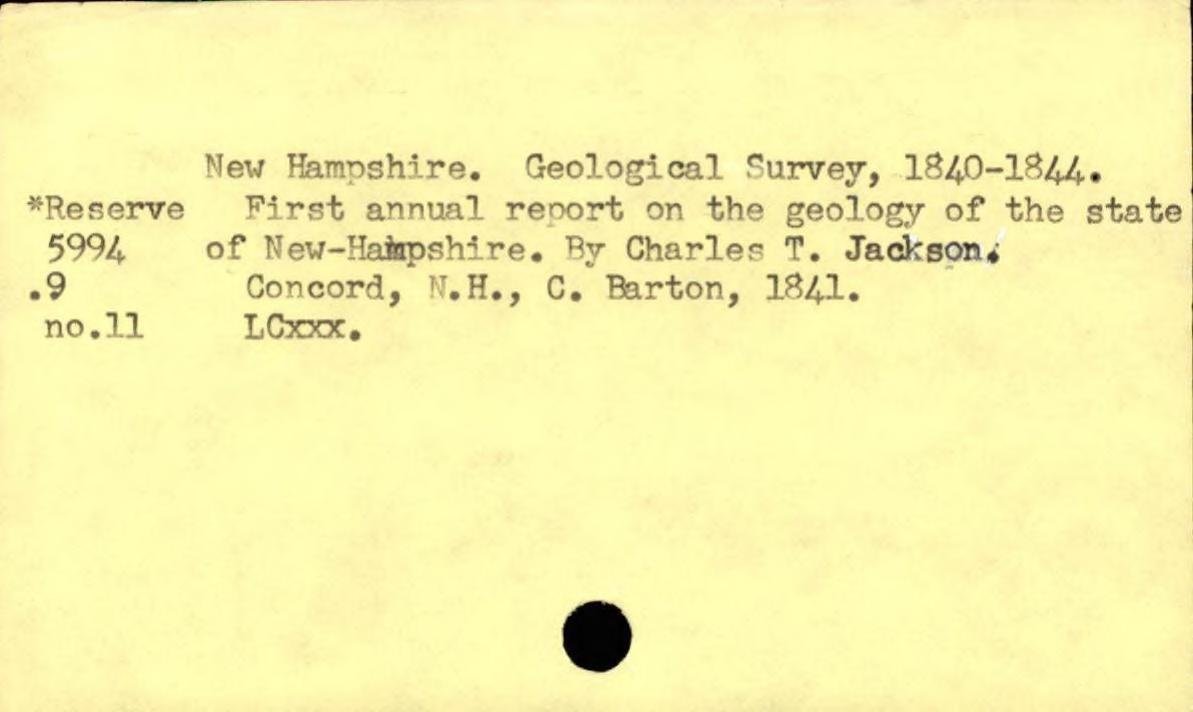 New Hampshire. Geological Survey, 1840-1844.
*Reserve First annual report on the geology of the state
5994 of New-Hampshire. By Charles T. Jackson.
.9 Concord, N.H., C. Barton, 1841.
no.11 LCxxx.